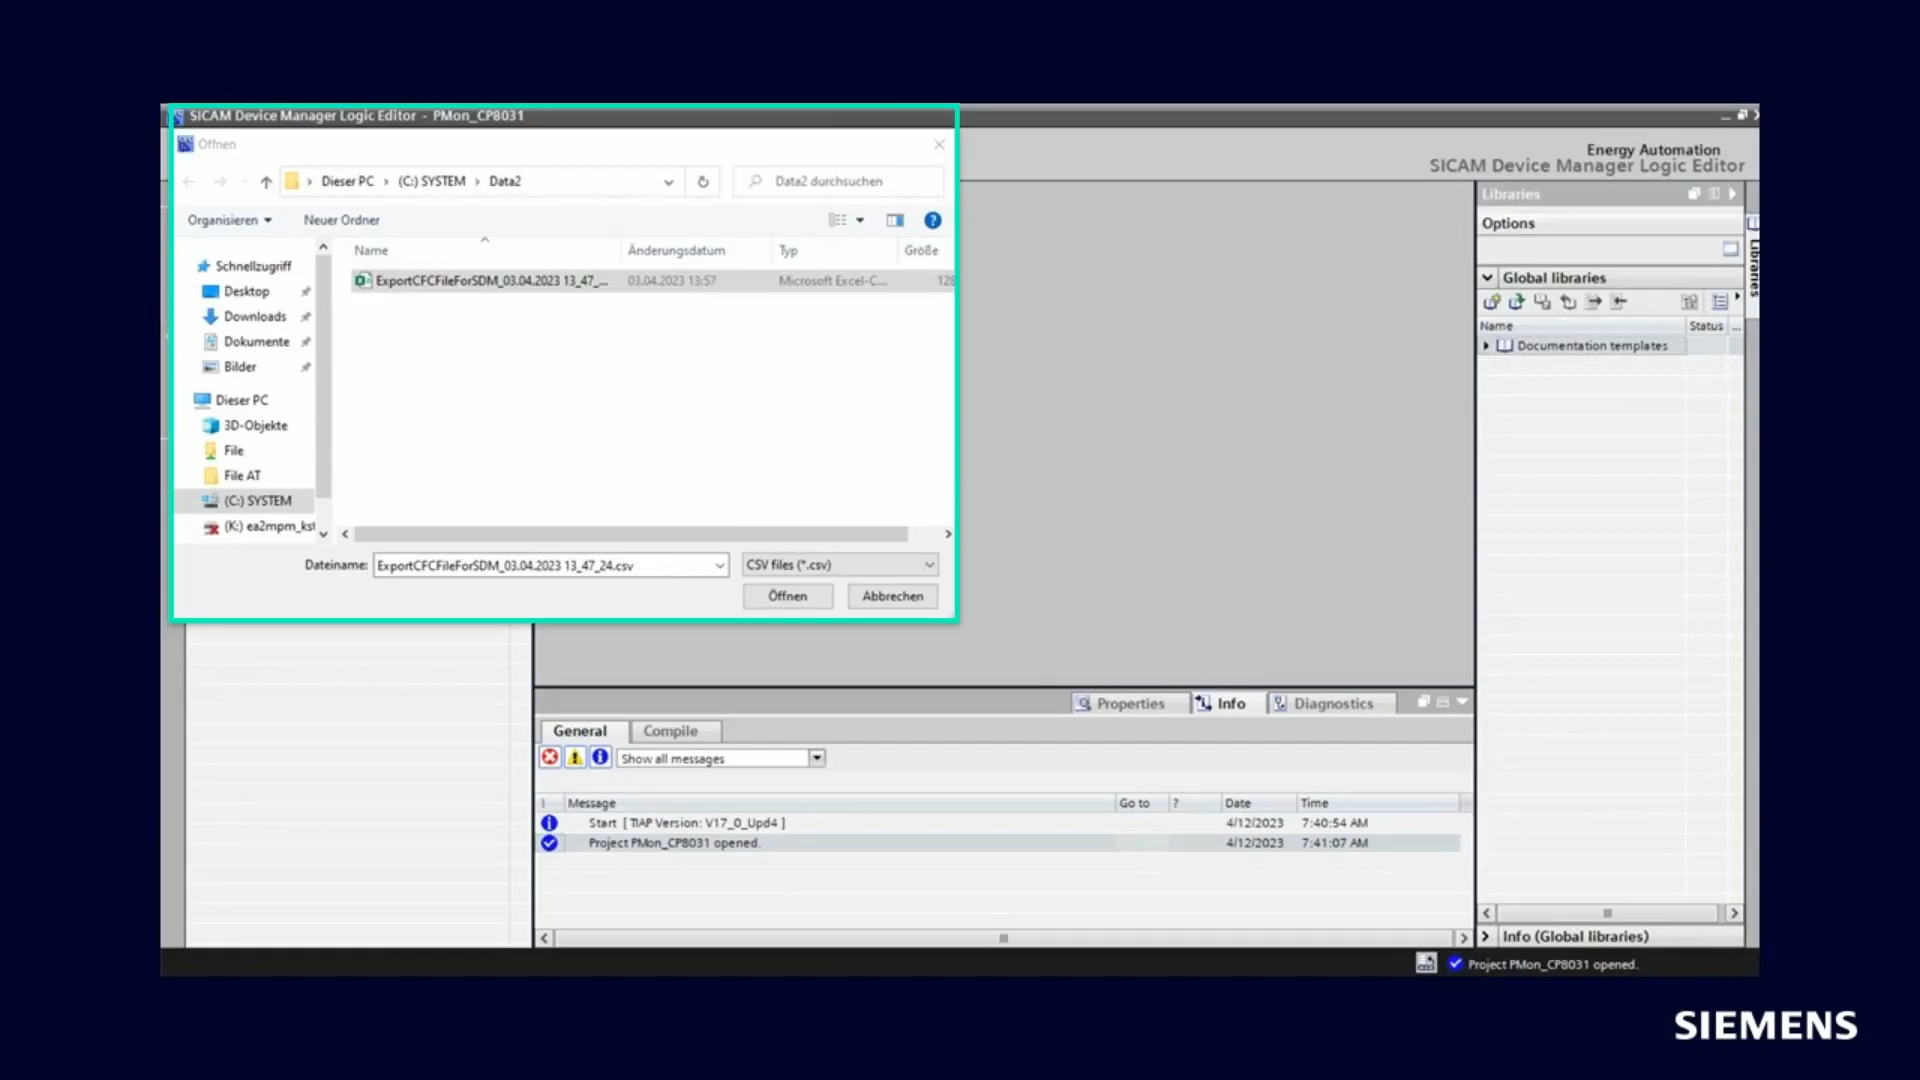 SICAM Device Manager Logic Editor - PMon_CP8031
Öffnen
Dieser PC › (C:) SYSTEM › Data2
Data2 durchsuchen
Organisieren
Neuer Ordner
Name
Änderungsdatum
Typ
Größe
ExportCFCFileForSDM_03.04.2023 13_47_...
03.04.2023 13:57
Microsoft Excel-C...
128
Schnellzugriff
Desktop
Downloads
Dokumente
Bilder
Dieser PC
3D-Objekte
File
File AT
(C:) SYSTEM
(K:) ea2mpm_kst
Dateiname:
ExportCFCFileForSDM_03.04.2023 13_47_24.csv
CSV files (*.csv)
Öffnen
Abbrechen
Energy Automation
SICAM Device Manager Logic Editor
Libraries
Options
Libraries
Global libraries
Name
Status
...
Documentation templates
Properties
Info
Diagnostics
General
Compile
Show all messages
!
Message
Go to
?
Date
Time
Start [ TIAP Version: V17_0_Upd4 ]
4/12/2023
7:40:54 AM
Project PMon_CP8031 opened.
4/12/2023
7:41:07 AM
Info (Global libraries)
Project PMon_CP8031 opened.
SIEMENS